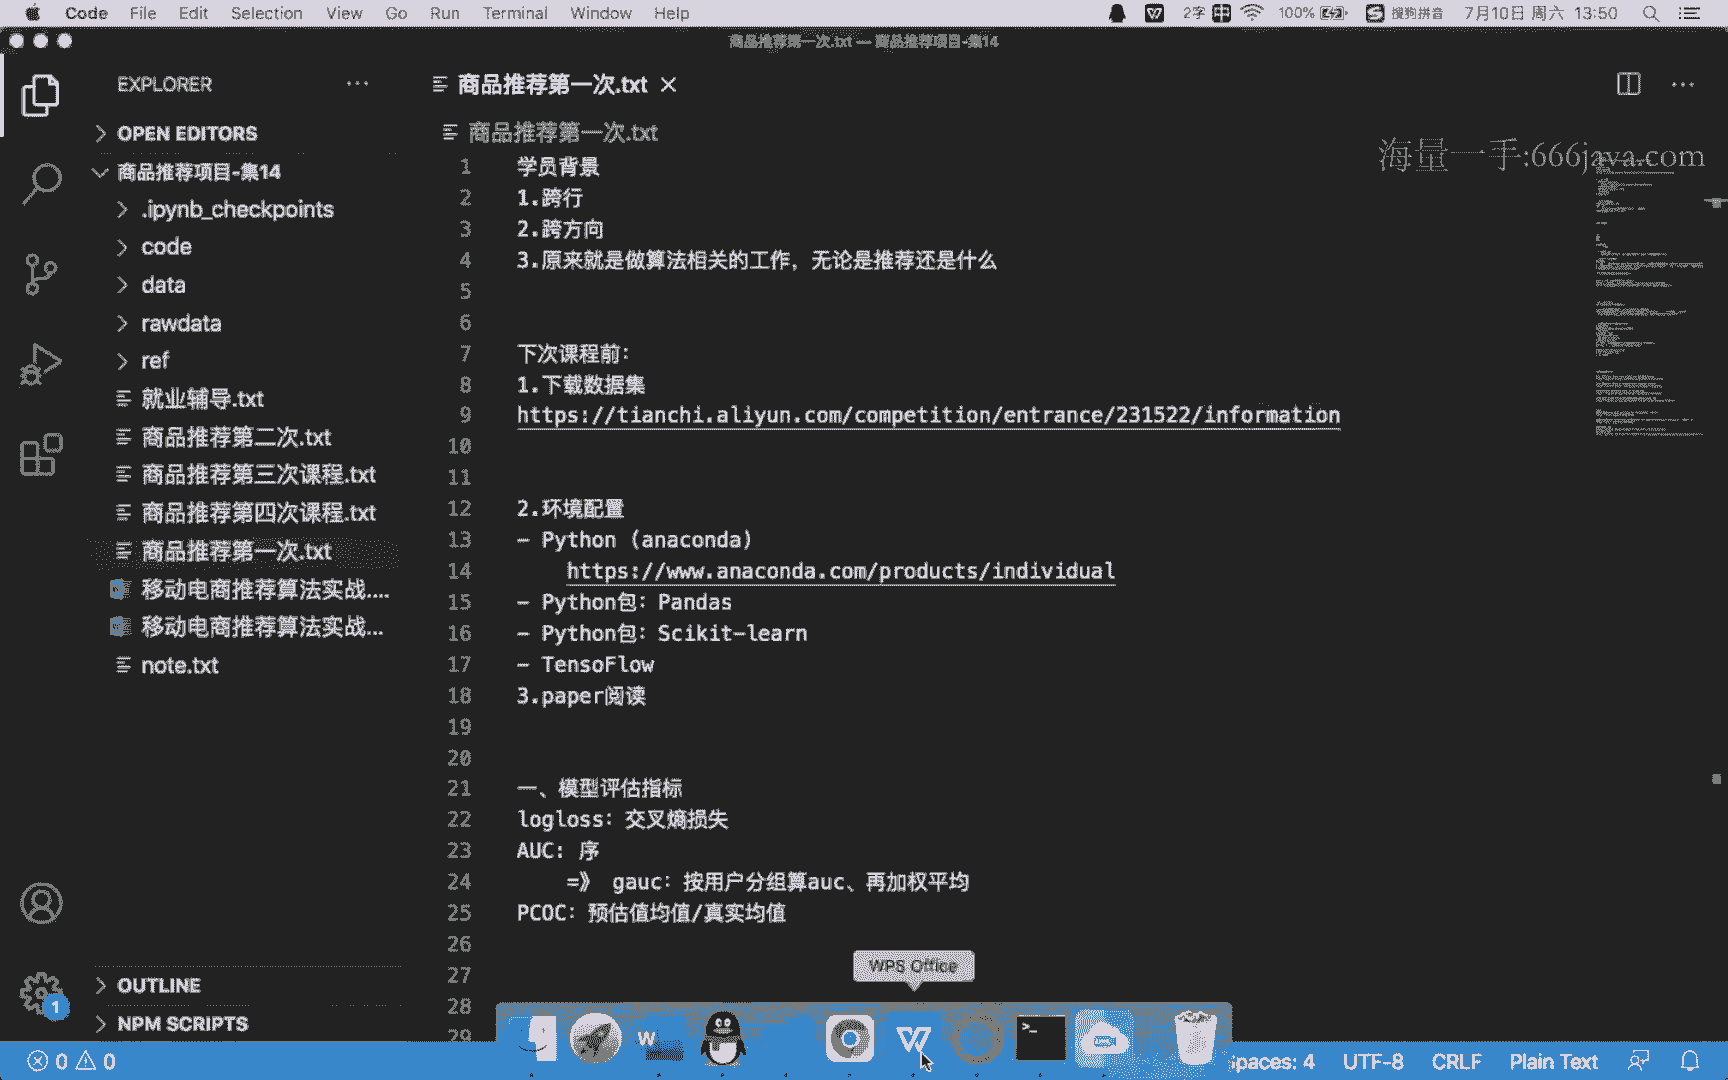 Code File Edit Selection View Go Run Terminal Window Help 2字 100% 搜狗拼音 7月10日 周六 13:50
商品推荐第一次.txt — 商品推荐项目-集14
EXPLORER
商品推荐第一次.txt
OPEN EDITORS
商品推荐第一次.txt
海量一手:666java.com
商品推荐项目-集14
.ipynb_checkpoints
code
data
rawdata
ref
就业辅导.txt
商品推荐第二次.txt
商品推荐第三次课程.txt
商品推荐第四次课程.txt
商品推荐第一次.txt
移动电商推荐算法实战....
移动电商推荐算法实战...
note.txt
OUTLINE
NPM SCRIPTS
1 学员背景
2 1.跨行
3 2.跨方向
4 3.原来就是做算法相关的工作，无论是推荐还是什么
5
6
7 下次课程前：
8 1.下载数据集
9 https://tianchi.aliyun.com/competition/entrance/231522/information
10
11
12 2.环境配置
13 - Python (anaconda)
14 https://www.anaconda.com/products/individual
15 - Python包：Pandas
16 - Python包：Scikit-learn
17 - TensoFlow
18 3.paper阅读
19
20
21 一、模型评估指标
22 logloss：交叉熵损失
23 AUC：序
24 =》 gauc：按用户分组算auc、再加权平均
25 PCOC：预估值均值/真实均值
26
27
28
29
WPS Office
1
0 0
Spaces: 4 UTF-8 CRLF Plain Text